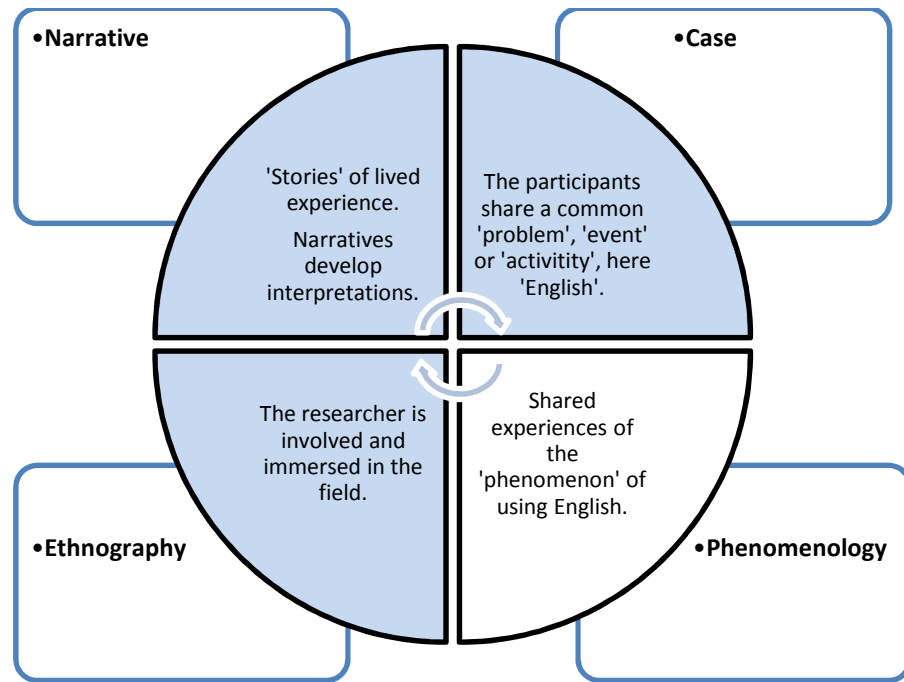 •Narrative
•Case
'Stories' of lived
experience.
Narratives
develop
interpretations.
The participants
share a common
'problem', 'event'
or 'activitity', here
'English'.
The researcher is
involved and
immersed in the
field.
Shared
experiences of
the
'phenomenon' of
using English.
•Ethnography
•Phenomenology